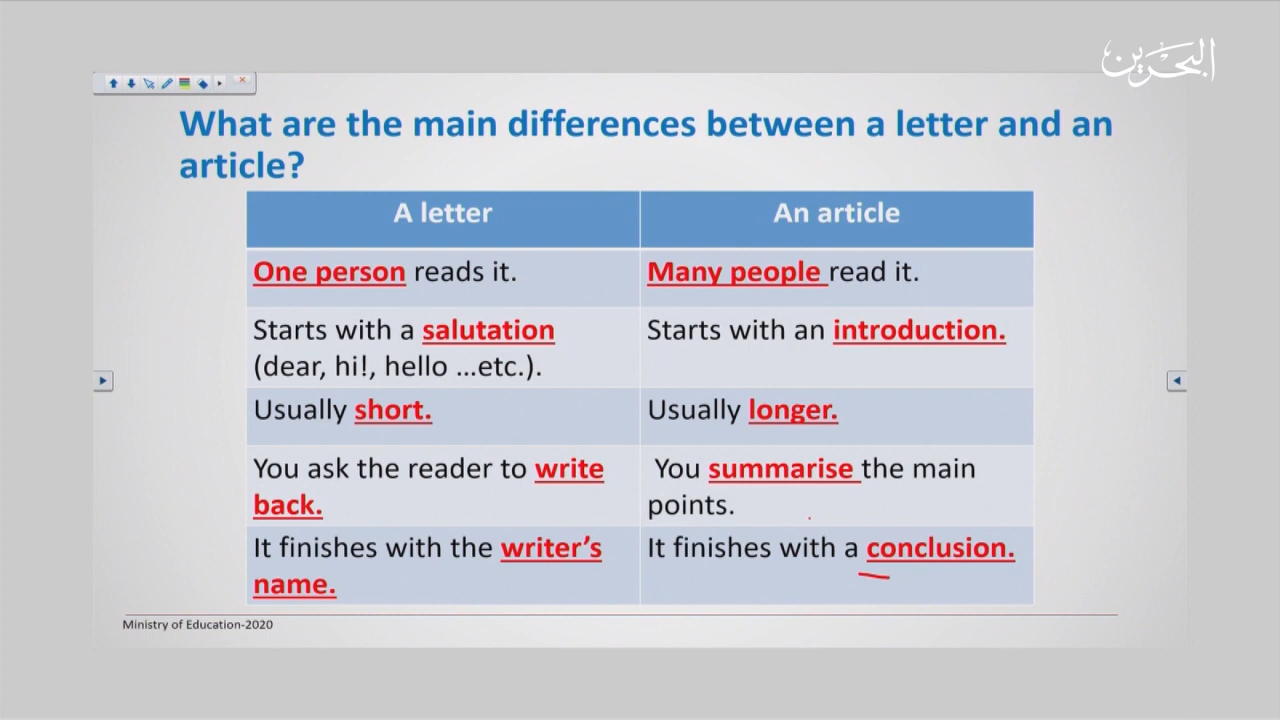 البحرين
What are the main differences between a letter and an
article?
A letter
An article
One person reads it.
Many people read it.
Starts with a salutation
(dear, hi!, hello ...etc.).
Starts with an introduction.
Usually short.
Usually longer.
You ask the reader to write
back.
You summarise the main
points.
It finishes with the writer's
name.
It finishes with a conclusion.
Ministry of Education-2020